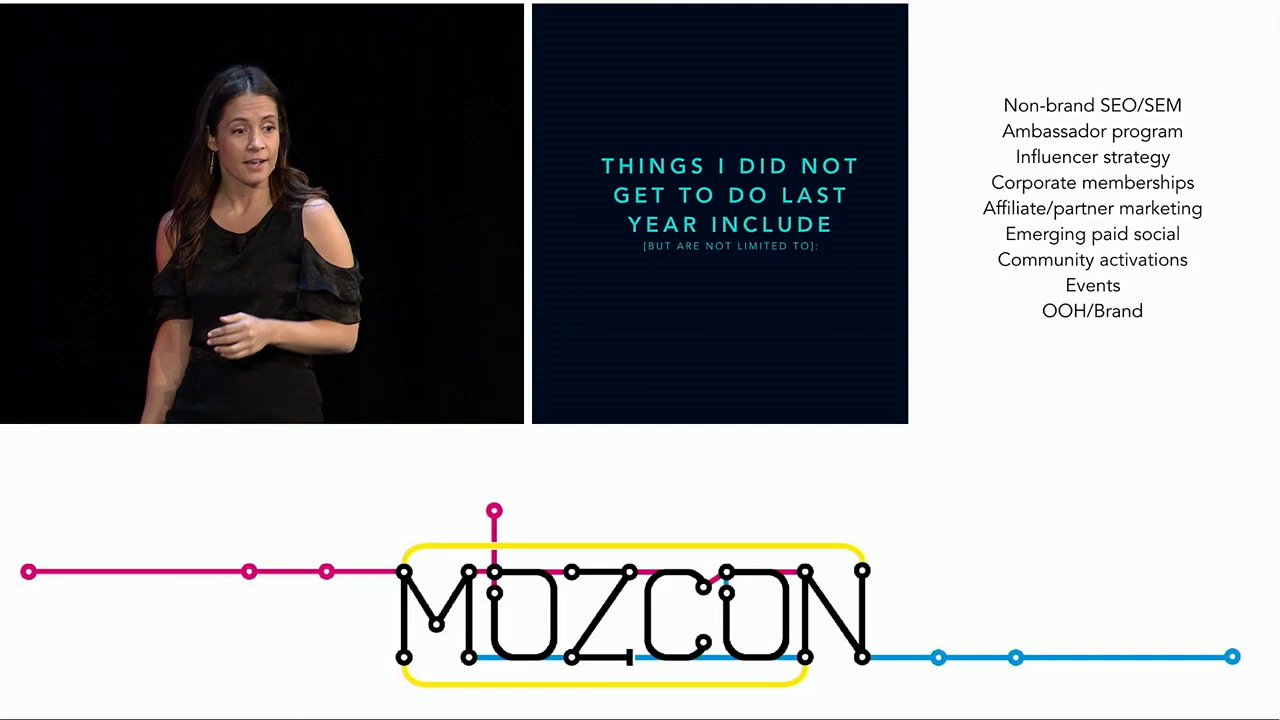 THINGS I DID NOT
GET TO DO LAST
YEAR INCLUDE
[BUT ARE NOT LIMITED TO]:
Non-brand SEO/SEM
Ambassador program
Influencer strategy
Corporate memberships
Affiliate/partner marketing
Emerging paid social
Community activations
Events
OOH/Brand
MOZCON